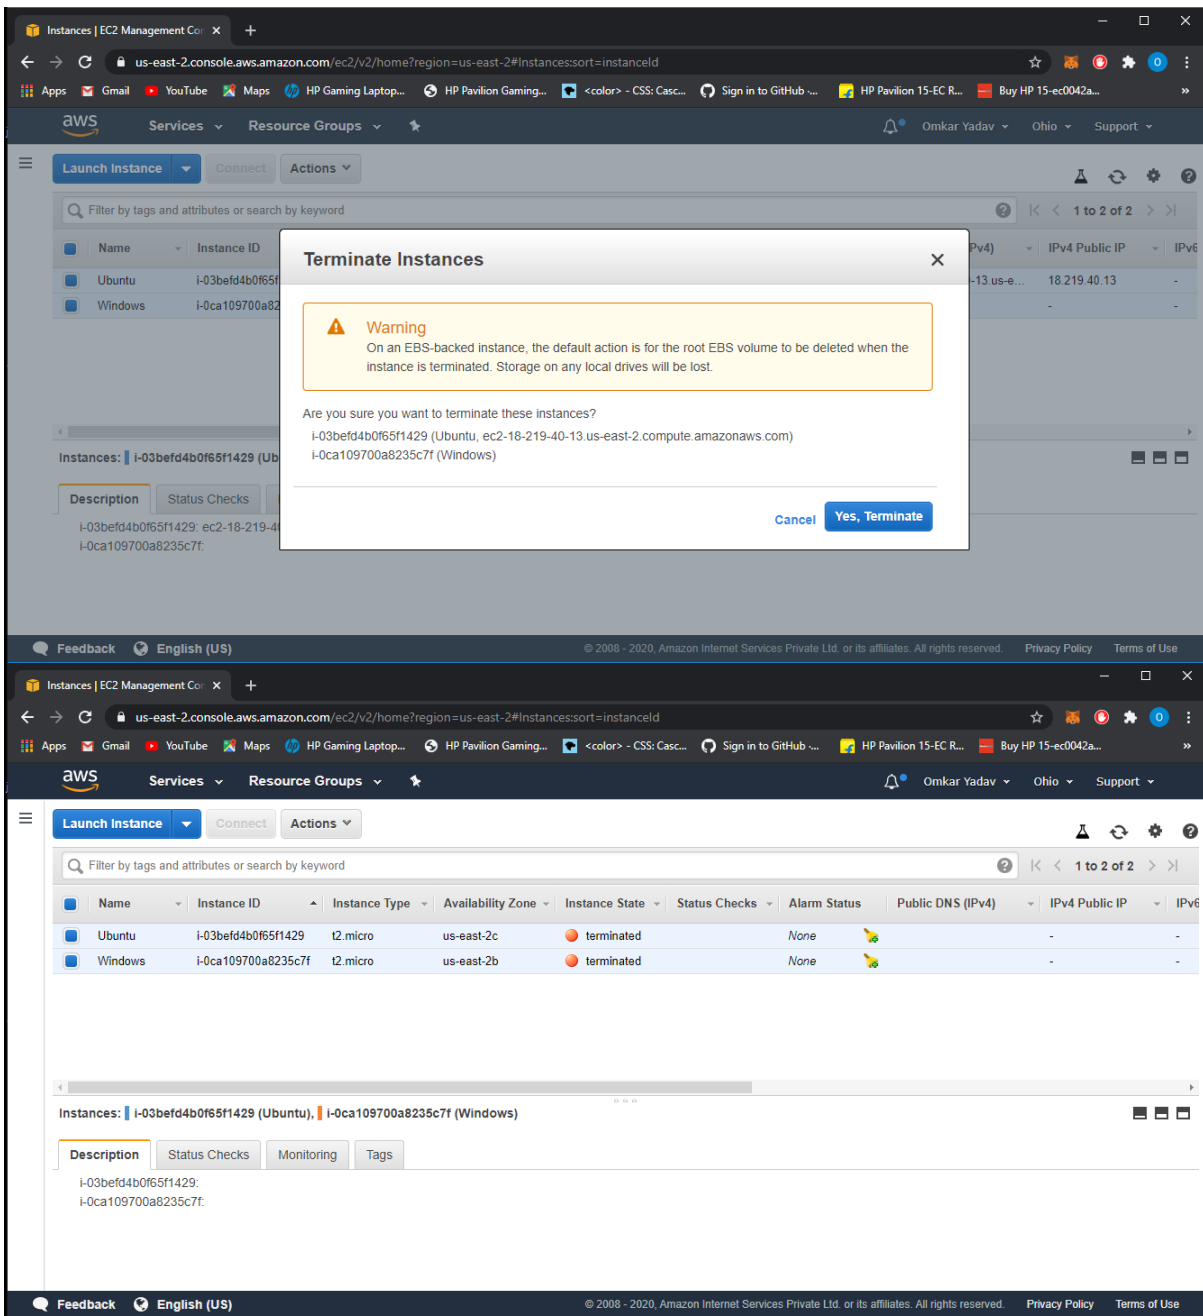 Instances | EC2 Management Con
us-east-2.console.aws.amazon.com/ec2/v2/home?region=us-east-2#Instances:sort=instanceId
Apps Gmail YouTube Maps HP Gaming Laptop... HP Pavilion Gaming... <color> - CSS: Casc... Sign in to GitHub ·... HP Pavilion 15-EC R... Buy HP 15-ec0042a... »
aws Services Resource Groups Omkar Yadav Ohio Support
Launch Instance Connect Actions
Filter by tags and attributes or search by keyword 1 to 2 of 2
Name Instance ID Pv4) IPv4 Public IP IPv6
Ubuntu i-03befd4b0f65f -13.us-e... 18.219.40.13 -
Windows i-0ca109700a82 - -
Terminate Instances
Warning
On an EBS-backed instance, the default action is for the root EBS volume to be deleted when the
instance is terminated. Storage on any local drives will be lost.
Are you sure you want to terminate these instances?
i-03befd4b0f65f1429 (Ubuntu, ec2-18-219-40-13.us-east-2.compute.amazonaws.com)
i-0ca109700a8235c7f (Windows)
Cancel Yes, Terminate
Instances: i-03befd4b0f65f1429 (Ub
Description Status Checks
i-03befd4b0f65f1429: ec2-18-219-4
i-0ca109700a8235c7f:
Feedback English (US) © 2008 - 2020, Amazon Internet Services Private Ltd. or its affiliates. All rights reserved. Privacy Policy Terms of Use
Instances | EC2 Management Con
us-east-2.console.aws.amazon.com/ec2/v2/home?region=us-east-2#Instances:sort=instanceId
Apps Gmail YouTube Maps HP Gaming Laptop... HP Pavilion Gaming... <color> - CSS: Casc... Sign in to GitHub ·... HP Pavilion 15-EC R... Buy HP 15-ec0042a... »
aws Services Resource Groups Omkar Yadav Ohio Support
Launch Instance Connect Actions
Filter by tags and attributes or search by keyword 1 to 2 of 2
Name Instance ID Instance Type Availability Zone Instance State Status Checks Alarm Status Public DNS (IPv4) IPv4 Public IP IPv6
Ubuntu i-03befd4b0f65f1429 t2.micro us-east-2c terminated None - -
Windows i-0ca109700a8235c7f t2.micro us-east-2b terminated None - -
Instances: i-03befd4b0f65f1429 (Ubuntu), i-0ca109700a8235c7f (Windows)
Description Status Checks Monitoring Tags
i-03befd4b0f65f1429:
i-0ca109700a8235c7f:
Feedback English (US) © 2008 - 2020, Amazon Internet Services Private Ltd. or its affiliates. All rights reserved. Privacy Policy Terms of Use